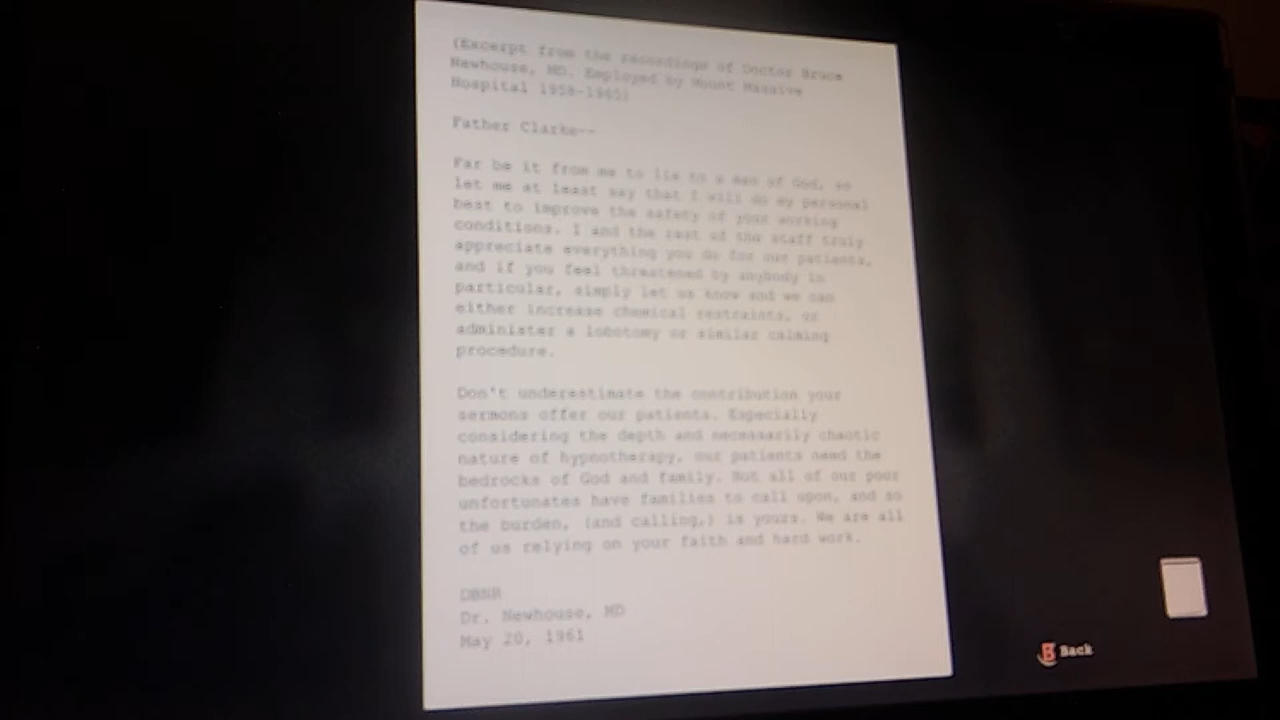 (Excerpt from the recordings of Doctor Bruce
Newhouse, MD. Employed by Mount Massive
Hospital 1958-1965)
Father Clarke--
Far be it from me to lie to a man of God, so
let me at least say that I will do my personal
best to improve the safety of your working
conditions. I and the rest of the staff truly
appreciate everything you do for our patients,
and if you feel threatened by anybody in
particular, simply let us know and we can
either increase chemical restraints, or
administer a lobotomy or similar calming
procedure.
Don't underestimate the contribution your
sermons offer our patients. Especially
considering the depth and necessarily chaotic
nature of hypnotherapy, our patients need the
bedrocks of God and family. Not all of our poor
unfortunates have families to call upon, and so
the burden, (and calling,) is yours. We are all
of us relying on your faith and hard work.
DBNH
Dr. Newhouse, MD
May 20, 1961
B Back